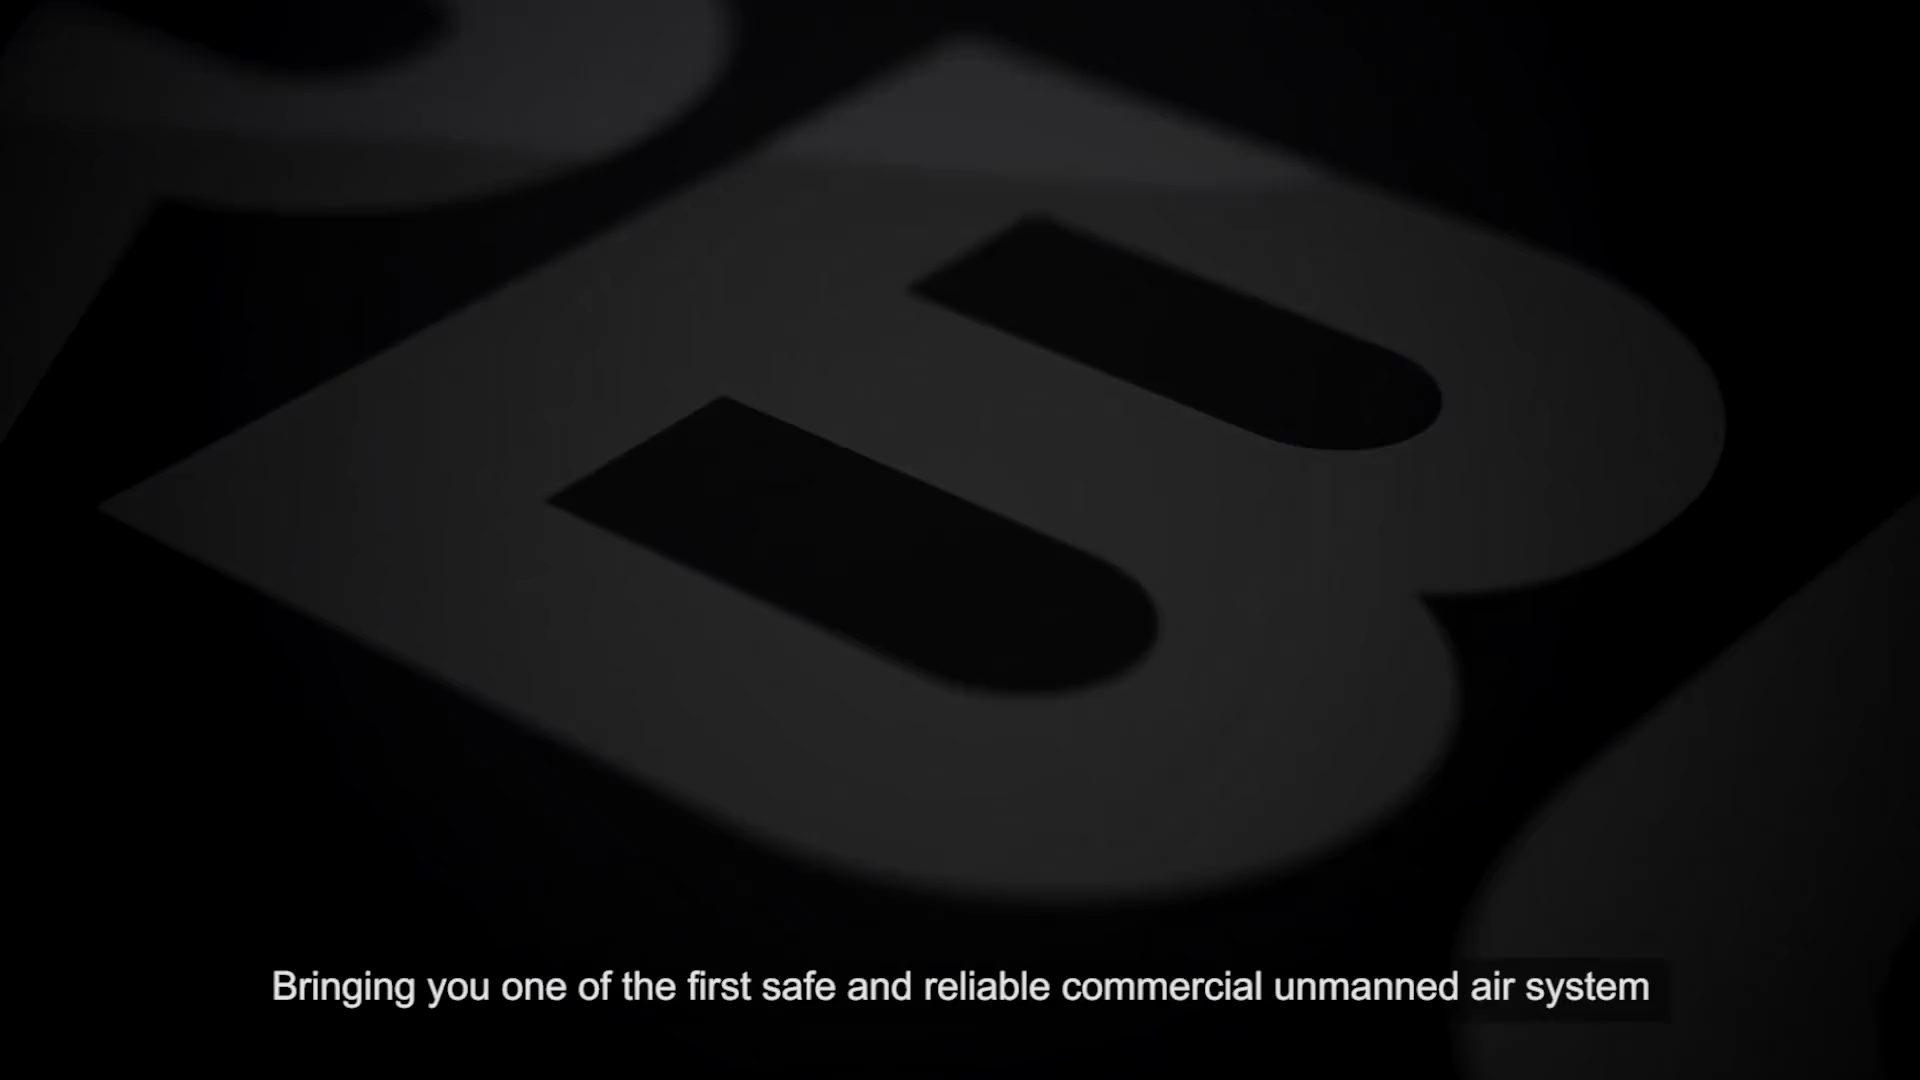 B
Bringing you one of the first safe and reliable commercial unmanned air system